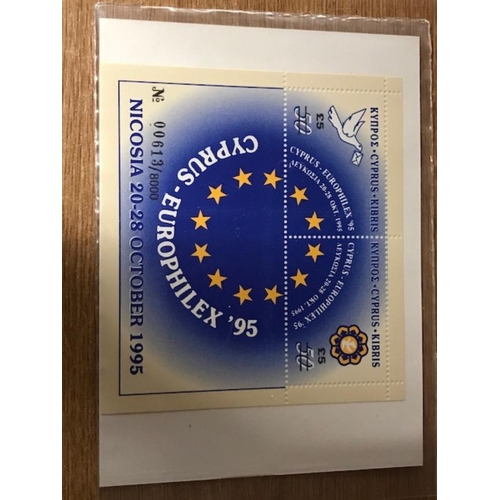 ΚΥΠΡΟΣ·CYPRUS·KIBRIS
ΚΥΠΡΟΣ·CYPRUS·KIBRIS
£5
50
£5
50
CYPRUS - EUROPHILEX '95
ΛΕΥΚΩΣΙΑ 20-28 ΟΚΤ. 1995
CYPRUS - EUROPHILEX '95
ΛΕΥΚΩΣΙΑ 20-28 ΟΚΤ. 1995
CYPRUS - EUROPHILEX '95
№ 00613/8000
NICOSIA 20-28 OCTOBER 1995